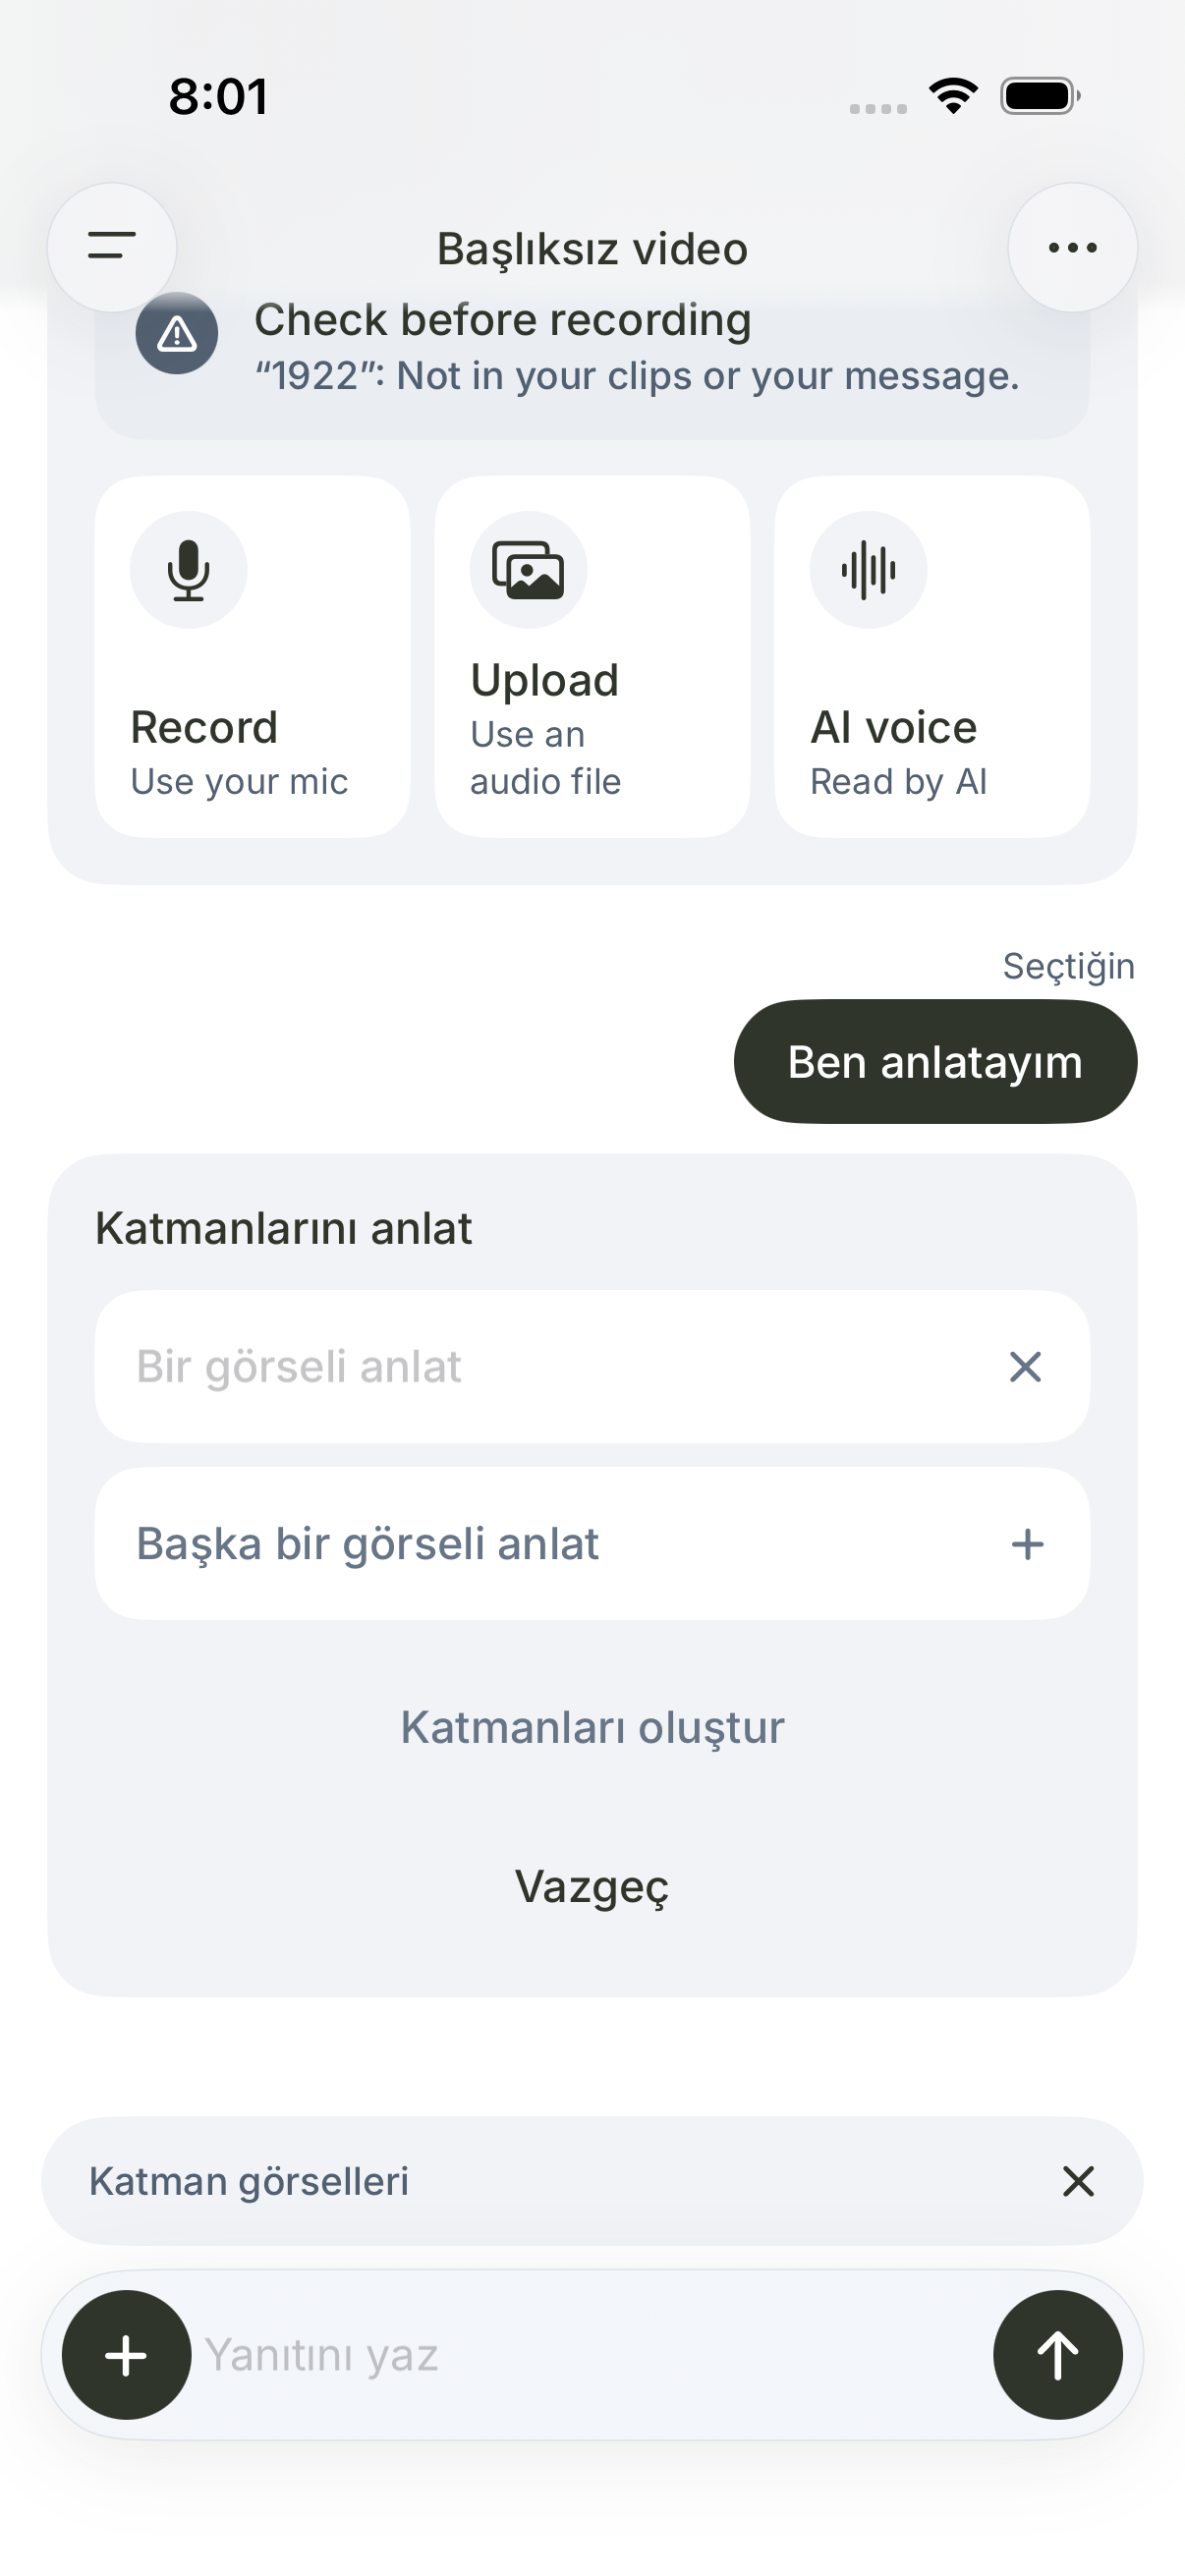 8:01
Başlıksız video
Check before recording
“1922”: Not in your clips or your message.
Record
Use your mic
Upload
Use an
audio file
AI voice
Read by AI
Seçtiğin
Ben anlatayım
Katmanlarını anlat
Bir görseli anlat
Başka bir görseli anlat
Katmanları oluştur
Vazgeç
Katman görselleri
Yanıtını yaz